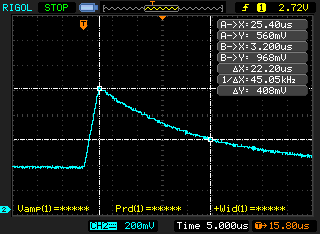 RIGOL STOP T f 1 2.72V
A->X: 25.40us
A->Y: 560mV
B->X: 3.200us
B->Y: 968mV
ΔX: 22.20us
1/ΔX: 45.05kHz
ΔY: 408mV
T
2
Vamp(1)=***** Prd(1)=***** +Wid(1)=*****
CH2 200mV Time 5.000us T→15.80us